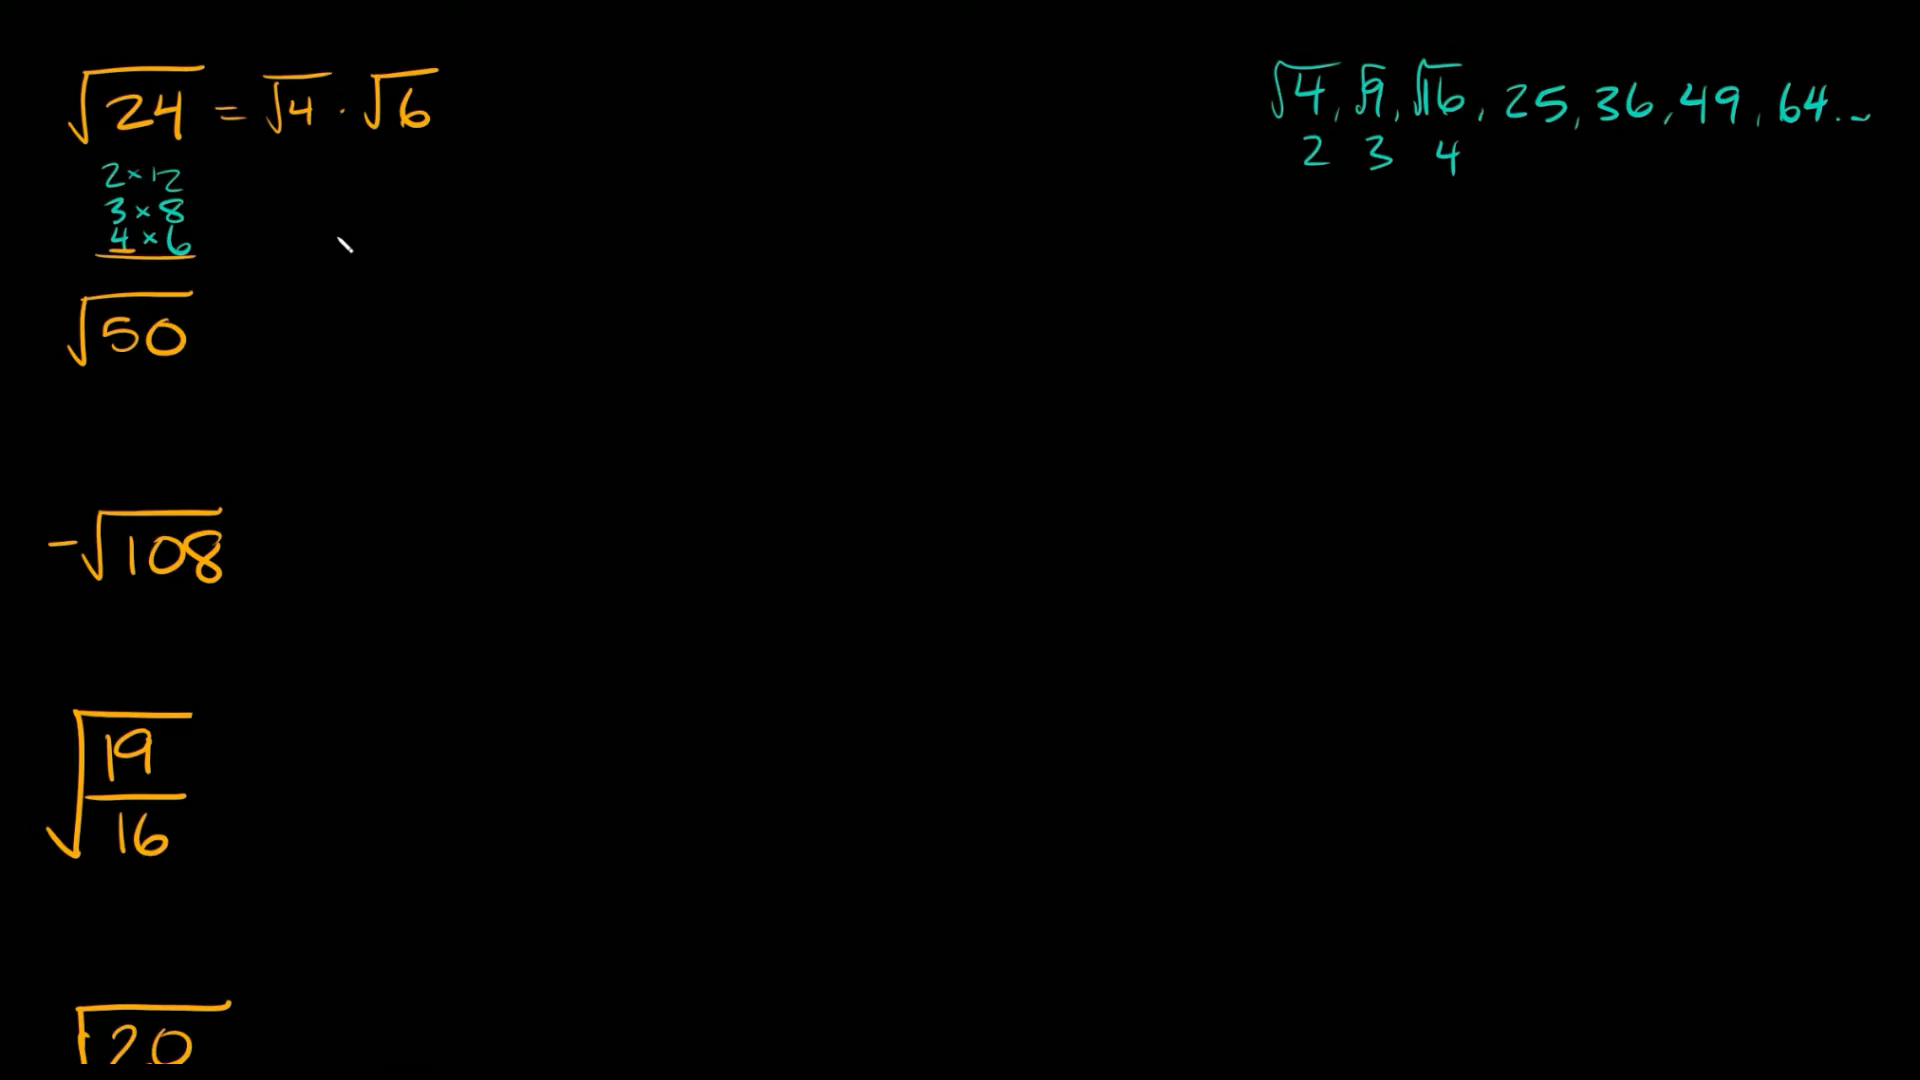 √24 = √4 · √6
√4, √9, √16, 25, 36, 49, 64...
2 3 4
2 × 12
3 × 8
4 × 6
√50
-√108
√(19/16)
√20